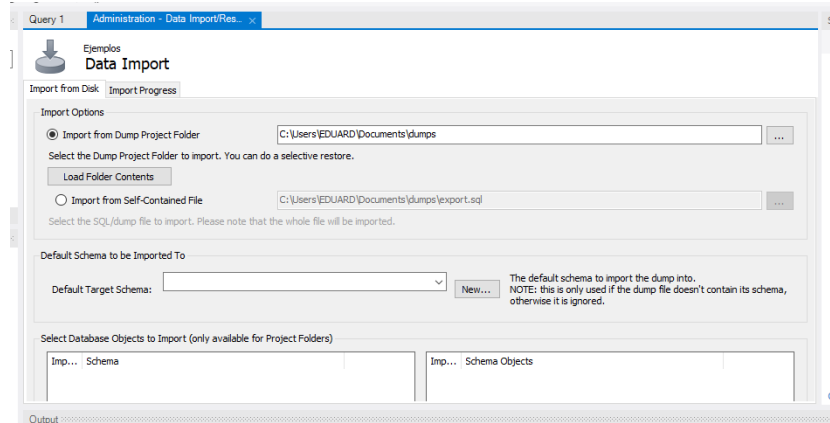 Query 1
Administration - Data Import/Res...
Ejemplos
Data Import
Import from Disk
Import Progress
Import Options
Import from Dump Project Folder
C:\Users\EDUARD\Documents\dumps
...
Select the Dump Project Folder to import. You can do a selective restore.
Load Folder Contents
Import from Self-Contained File
C:\Users\EDUARD\Documents\dumps\export.sql
...
Select the SQL/dump file to import. Please note that the whole file will be imported.
Default Schema to be Imported To
Default Target Schema:
New...
The default schema to import the dump into.
NOTE: this is only used if the dump file doesn't contain its schema,
otherwise it is ignored.
Select Database Objects to Import (only available for Project Folders)
Imp... Schema
Imp... Schema Objects
Output